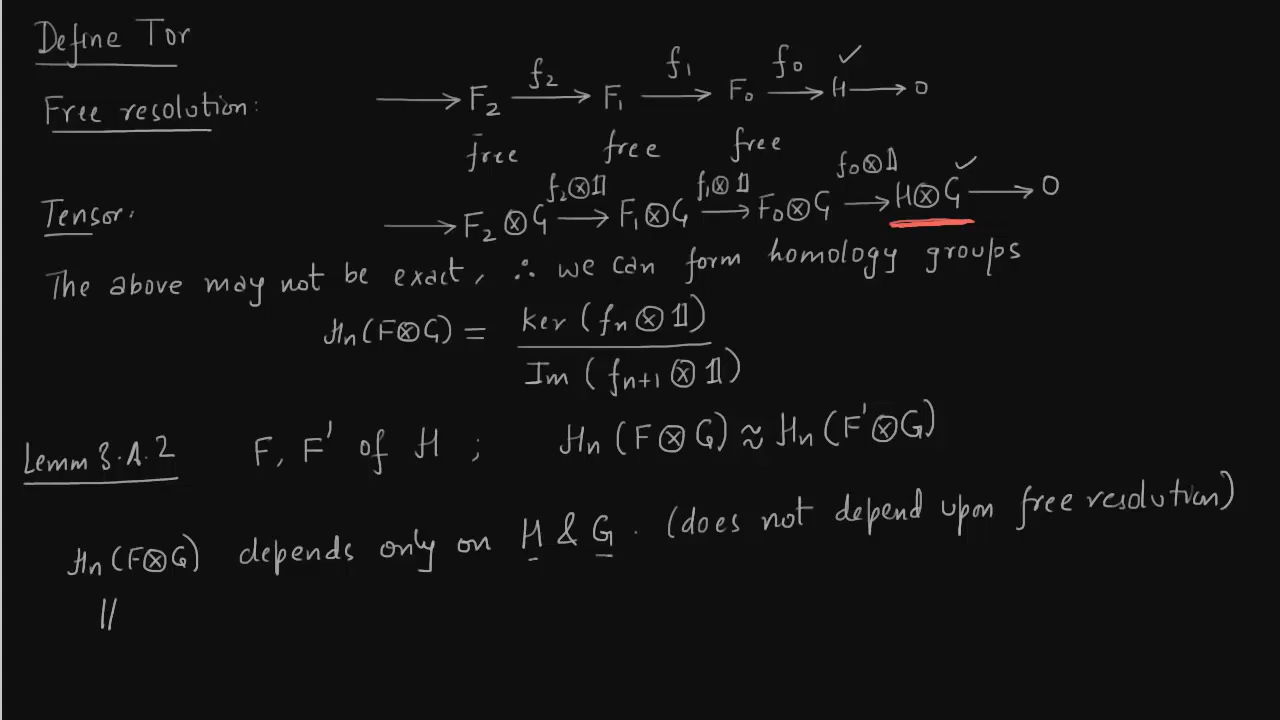 Define Tor
f₂ f₁ f₀ ✓
Free resolution: ⟶ F₂ ⟶ F₁ ⟶ F₀ ⟶ H ⟶ 0
free free free
f₂⊗𝟙 f₁⊗𝟙 f₀⊗𝟙 ✓
Tensor: ⟶ F₂⊗G ⟶ F₁⊗G ⟶ F₀⊗G ⟶ H⊗G ⟶ 0
The above may not be exact, ∴ we can form homology groups
Hn(F⊗G) = ker(fn⊗𝟙)
Im(fn+1⊗𝟙)
Lemm 3.A.2 F, F' of H ; Hn(F⊗G) ≈ Hn(F'⊗G)
Hn(F⊗G) depends only on H & G. (does not depend upon free resolution)
||